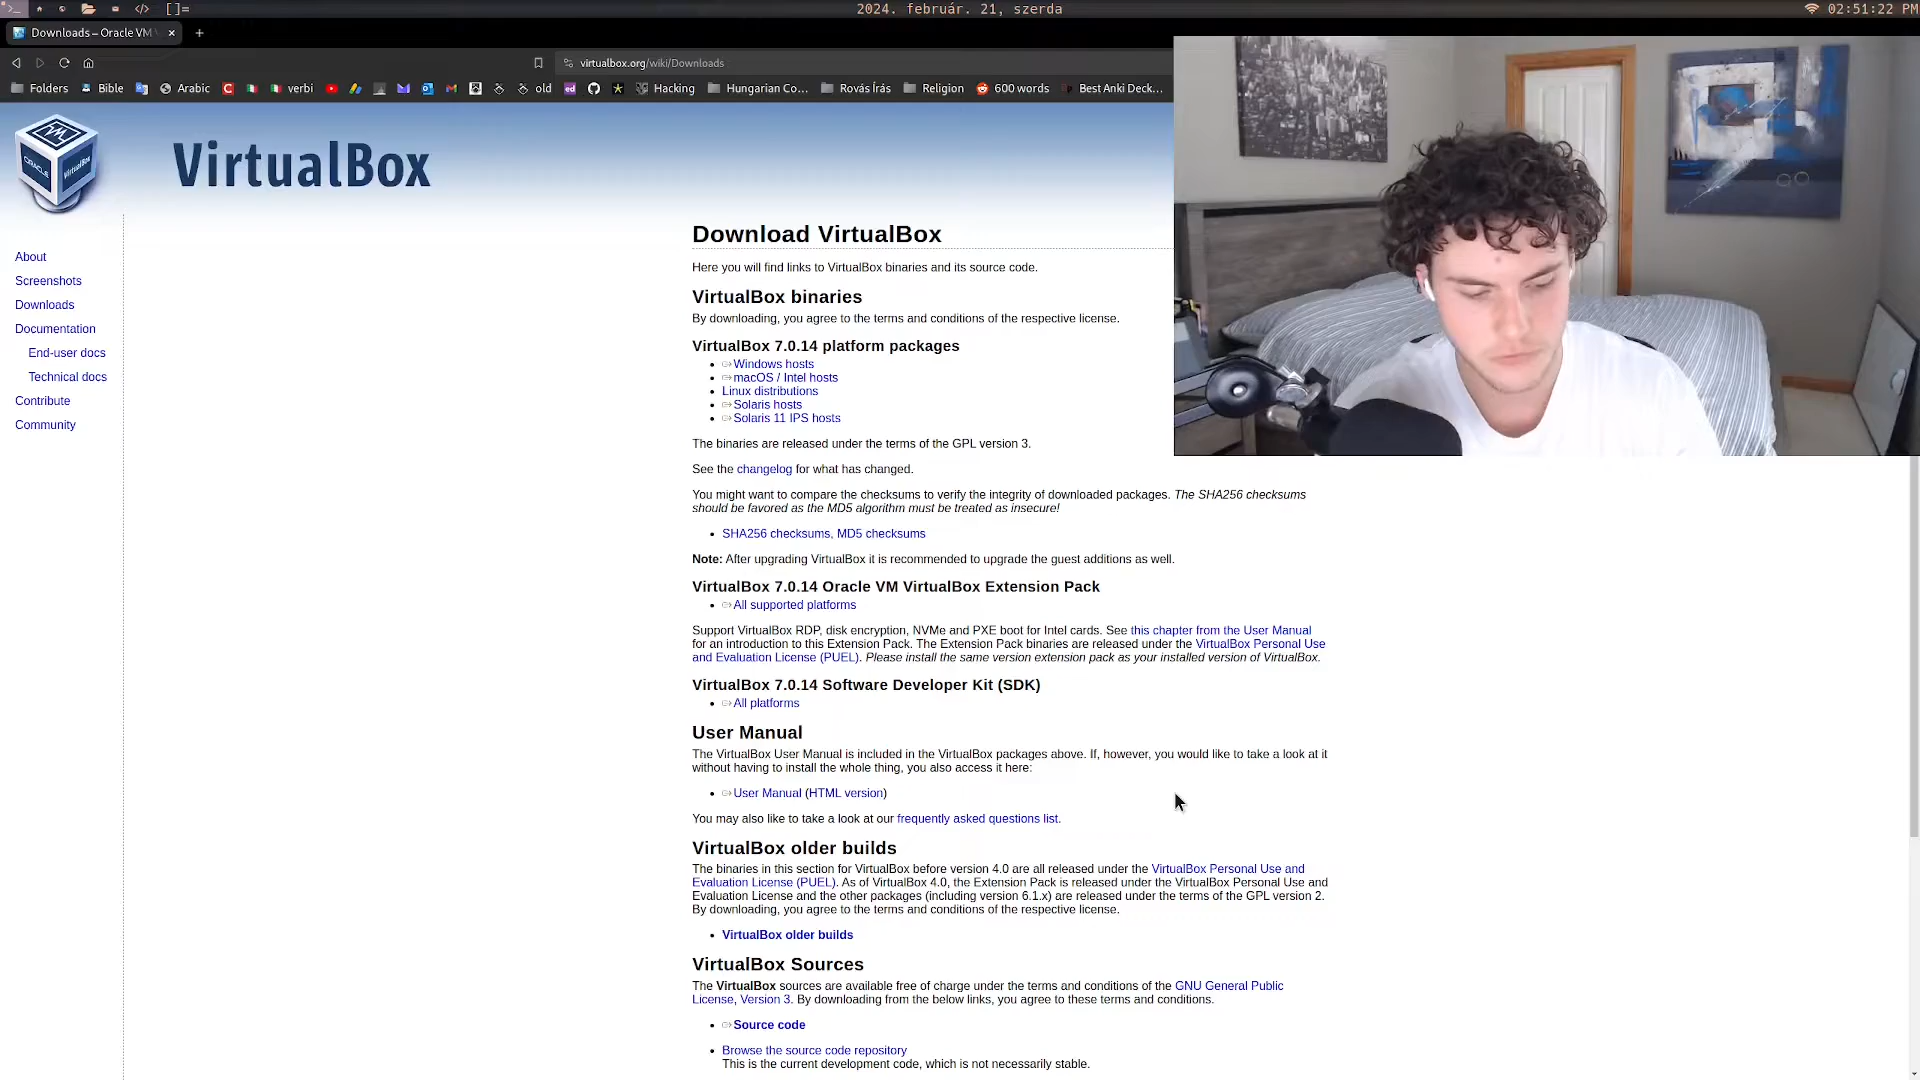 2024. február. 21, szerda
02:51:22 PM
Downloads – Oracle VM
virtualbox.org/wiki/Downloads
Folders Bible Arabic verbi old Hacking Hungarian Co... Rovás Írás Religion 600 words Best Anki Deck...
VirtualBox
About
Screenshots
Downloads
Documentation
End-user docs
Technical docs
Contribute
Community
Download VirtualBox
Here you will find links to VirtualBox binaries and its source code.
VirtualBox binaries
By downloading, you agree to the terms and conditions of the respective license.
VirtualBox 7.0.14 platform packages
Windows hosts
macOS / Intel hosts
Linux distributions
Solaris hosts
Solaris 11 IPS hosts
The binaries are released under the terms of the GPL version 3.
See the changelog for what has changed.
You might want to compare the checksums to verify the integrity of downloaded packages. The SHA256 checksums
should be favored as the MD5 algorithm must be treated as insecure!
SHA256 checksums, MD5 checksums
Note: After upgrading VirtualBox it is recommended to upgrade the guest additions as well.
VirtualBox 7.0.14 Oracle VM VirtualBox Extension Pack
All supported platforms
Support VirtualBox RDP, disk encryption, NVMe and PXE boot for Intel cards. See this chapter from the User Manual
for an introduction to this Extension Pack. The Extension Pack binaries are released under the VirtualBox Personal Use
and Evaluation License (PUEL). Please install the same version extension pack as your installed version of VirtualBox.
VirtualBox 7.0.14 Software Developer Kit (SDK)
All platforms
User Manual
The VirtualBox User Manual is included in the VirtualBox packages above. If, however, you would like to take a look at it
without having to install the whole thing, you also access it here:
User Manual (HTML version)
You may also like to take a look at our frequently asked questions list.
VirtualBox older builds
The binaries in this section for VirtualBox before version 4.0 are all released under the VirtualBox Personal Use and
Evaluation License (PUEL). As of VirtualBox 4.0, the Extension Pack is released under the VirtualBox Personal Use and
Evaluation License and the other packages (including version 6.1.x) are released under the terms of the GPL version 2.
By downloading, you agree to the terms and conditions of the respective license.
VirtualBox older builds
VirtualBox Sources
The VirtualBox sources are available free of charge under the terms and conditions of the GNU General Public
License, Version 3. By downloading from the below links, you agree to these terms and conditions.
Source code
Browse the source code repository
This is the current development code, which is not necessarily stable.